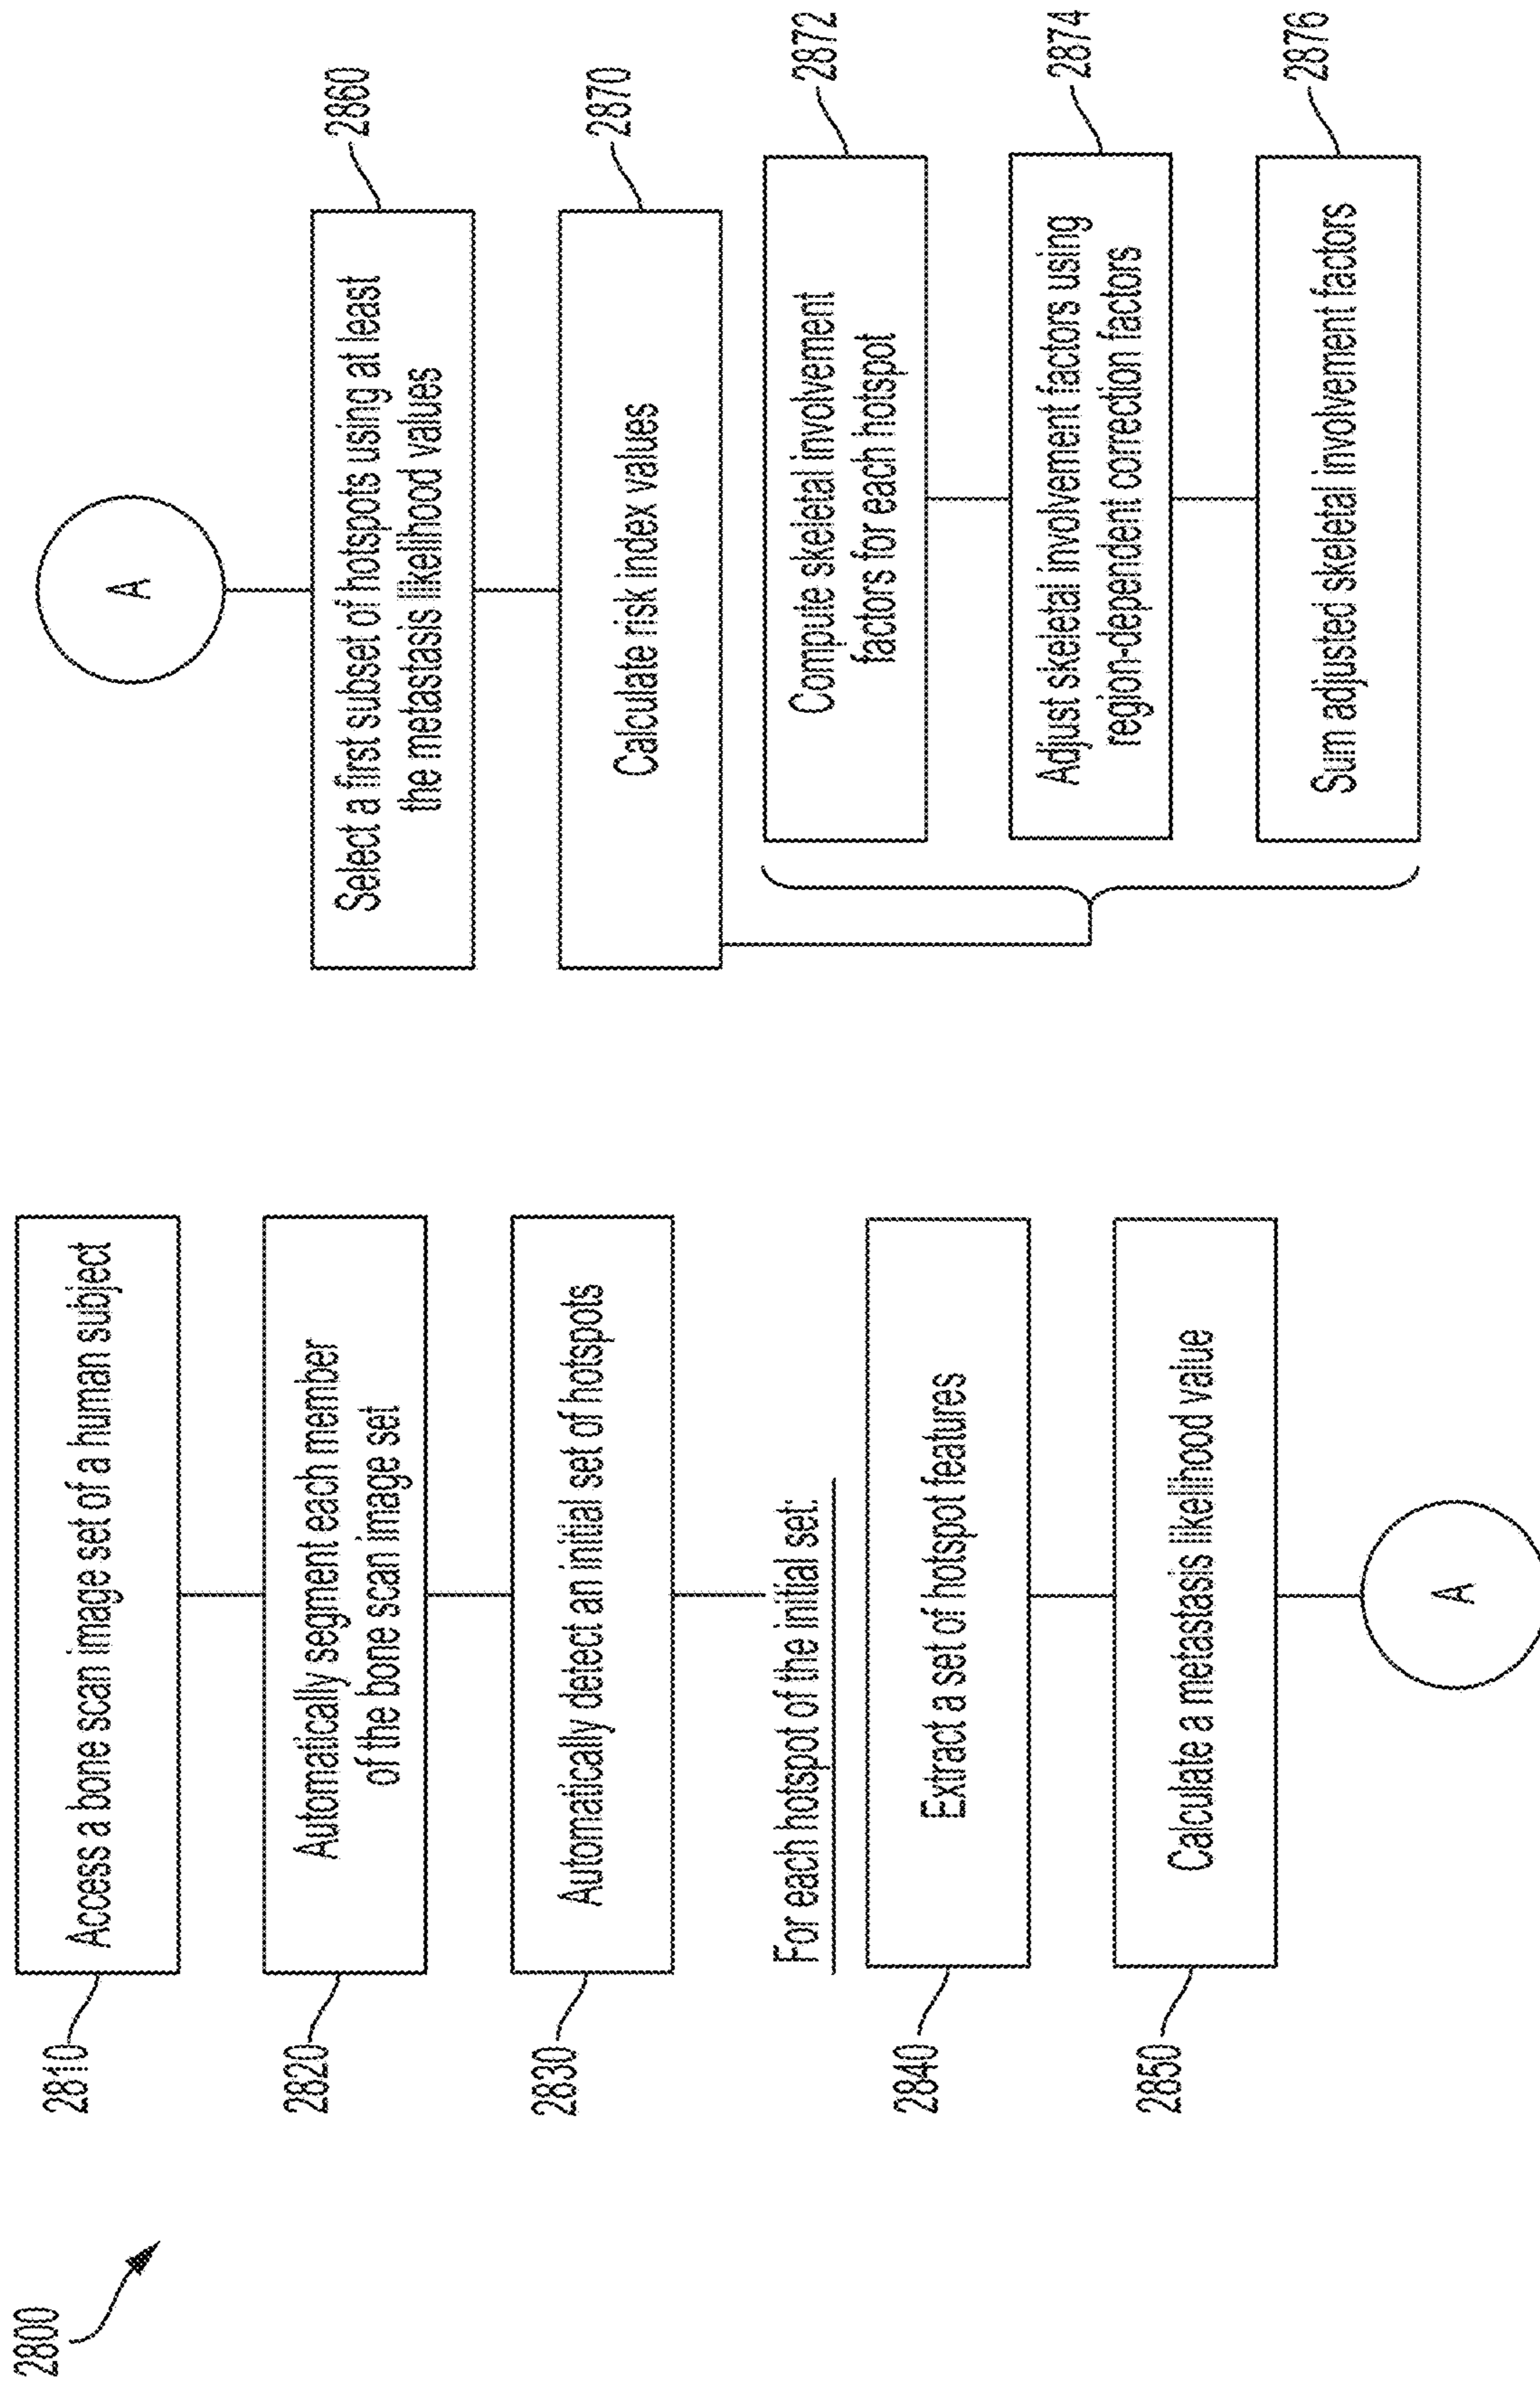 2800
2810
Access a bone scan image set of a human subject
2820
Automatically segment each member
of the bone scan image set
2830
Automatically detect an initial set of hotspots
For each hotspot of the initial set:
2840
Extract a set of hotspot features
2850
Calculate a metastasis likelihood value
A
A
Select a first subset of hotspots using at least
the metastasis likelihood values
2860
Calculate risk index values
2870
Compute skeletal involvement
factors for each hotspot
2872
Adjust skeletal involvement factors using
region-dependent correction factors
2874
Sum adjusted skeletal involvement factors
2876